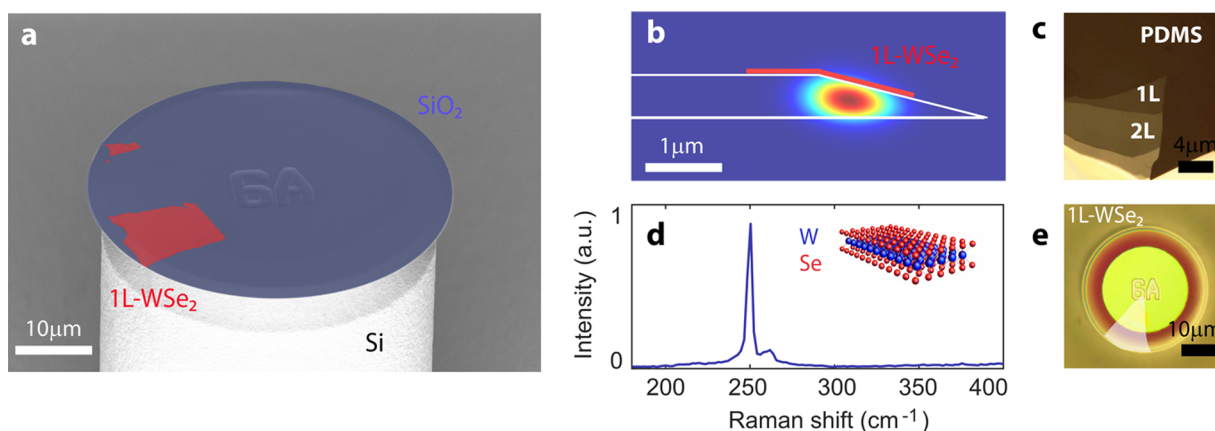 a
SiO₂
6A
1L-WSe₂
10μm
Si
b
1L-WSe₂
1μm
c
PDMS
1L
2L
4μm
d
1
0
Intensity (a.u.)
W
Se
200 250 300 350 400
Raman shift (cm⁻¹)
e
1L-WSe₂
6A
10μm